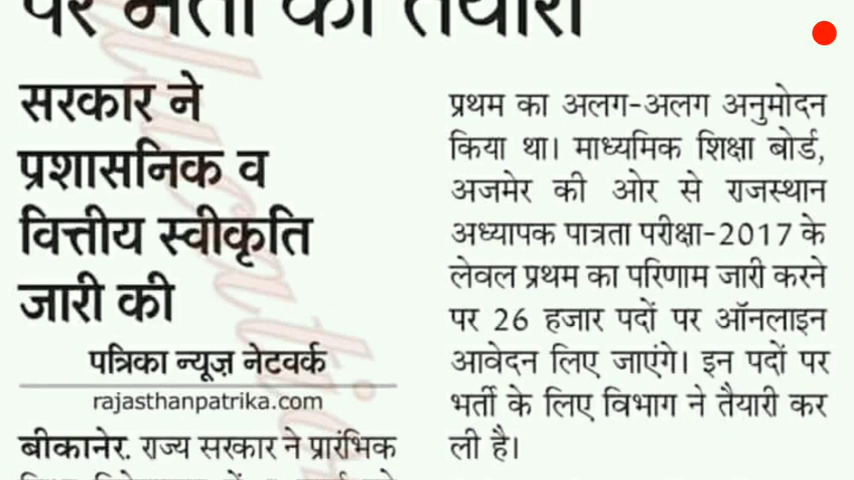 पर भर्ती की तैयारी
सरकार ने
प्रशासनिक व
वित्तीय स्वीकृति
जारी की
पत्रिका न्यूज़ नेटवर्क
rajasthanpatrika.com
बीकानेर. राज्य सरकार ने प्रारंभिक
प्रथम का अलग-अलग अनुमोदन
किया था। माध्यमिक शिक्षा बोर्ड,
अजमेर की ओर से राजस्थान
अध्यापक पात्रता परीक्षा-2017 के
लेवल प्रथम का परिणाम जारी करने
पर 26 हजार पदों पर ऑनलाइन
आवेदन लिए जाएंगे। इन पदों पर
भर्ती के लिए विभाग ने तैयारी कर
ली है।